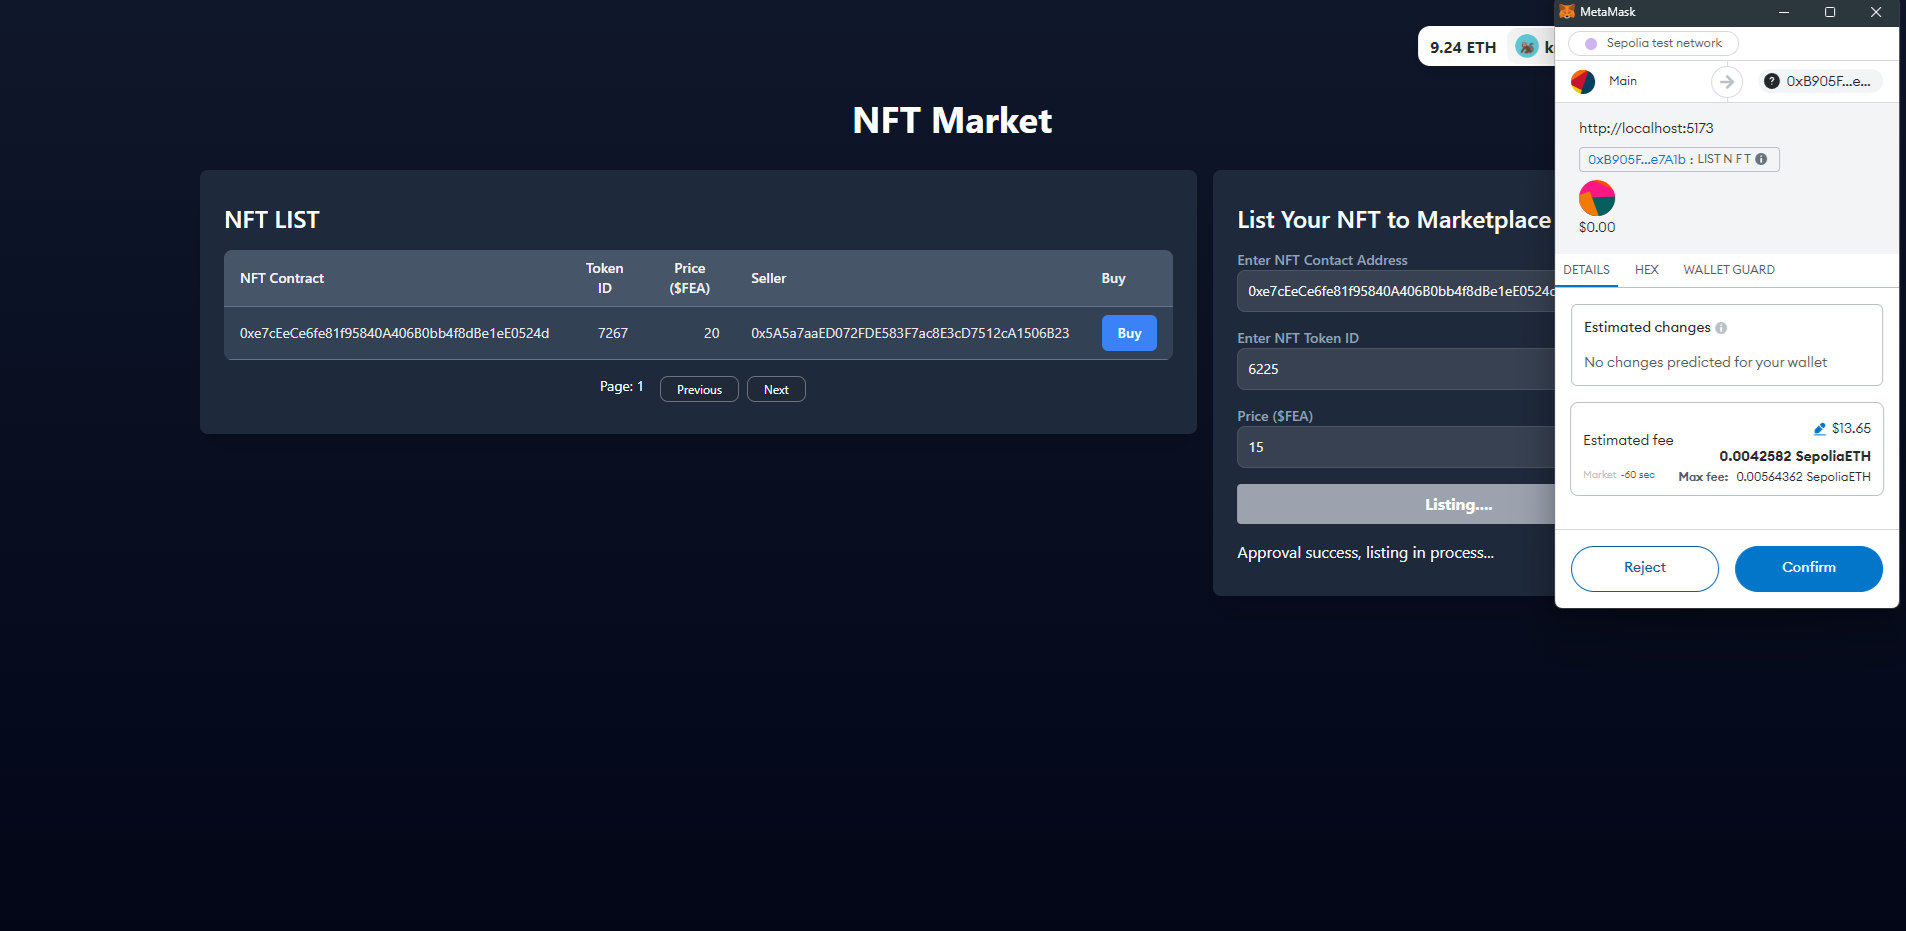 9.24 ETH
NFT Market
NFT LIST
NFT Contract Token ID Price ($FEA) Seller Buy
0xe7cEeCe6fe81f95840A406B0bb4f8dBe1eE0524d 7267 20 0x5A5a7aaED072FDE583F7ac8E3cD7512cA1506B23 Buy
Page: 1 Previous Next
List Your NFT to Marketplace
Enter NFT Contact Address
0xe7cEeCe6fe81f95840A406B0bb4f8dBe1eE0524d
Enter NFT Token ID
6225
Price ($FEA)
15
Listing....
Approval success, listing in process...
MetaMask
Sepolia test network
Main 0xB905F...e...
http://localhost:5173
0xB905F...e7A1b : LIST N F T
$0.00
DETAILS HEX WALLET GUARD
Estimated changes
No changes predicted for your wallet
$13.65
Estimated fee
0.0042582 SepoliaETH
Market ~60 sec Max fee: 0.00564362 SepoliaETH
Reject Confirm